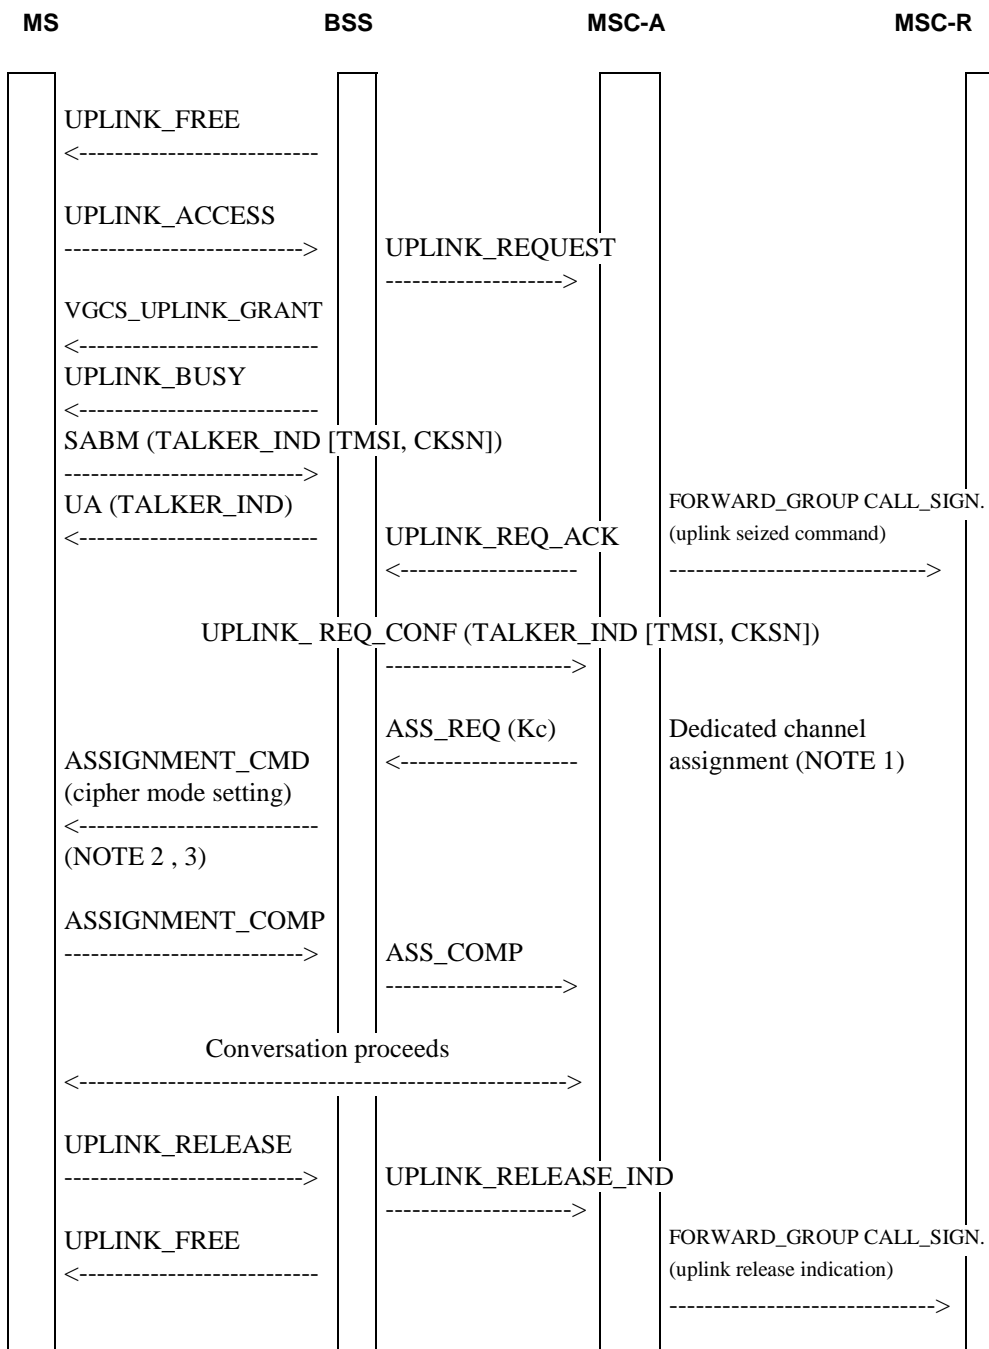 MS BSS MSC-A MSC-R
UPLINK_FREE
<---------------------------
UPLINK_ACCESS
---------------------------> UPLINK_REQUEST
-------------------->
VGCS_UPLINK_GRANT
<---------------------------
UPLINK_BUSY
<---------------------------
SABM (TALKER_IND [TMSI, CKSN])
--------------------------->
UA (TALKER_IND) FORWARD_GROUP CALL_SIGN.
<--------------------------- UPLINK_REQ_ACK (uplink seized command)
<-------------------- ----------------------------->
UPLINK_ REQ_CONF (TALKER_IND [TMSI, CKSN])
--------------------->
ASS_REQ (Kc) Dedicated channel
ASSIGNMENT_CMD <-------------------- assignment (NOTE 1)
(cipher mode setting)
<---------------------------
(NOTE 2 , 3)
ASSIGNMENT_COMP
---------------------------> ASS_COMP
-------------------->
Conversation proceeds
<------------------------------------------------------->
UPLINK_RELEASE
---------------------------> UPLINK_RELEASE_IND
--------------------->
UPLINK_FREE FORWARD_GROUP CALL_SIGN.
<--------------------------- (uplink release indication)
------------------------------>